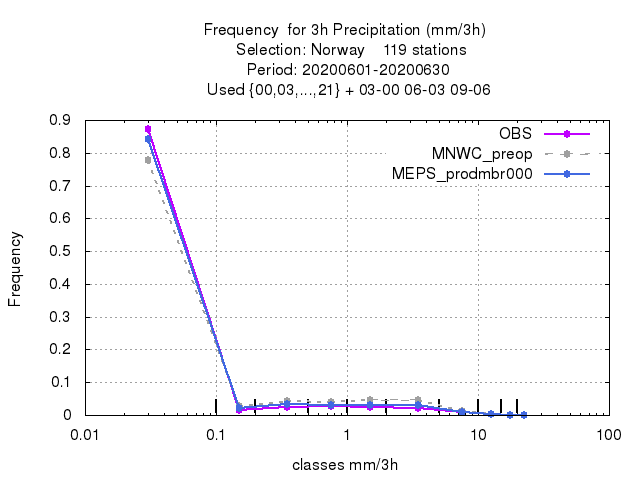 Frequency  for 3h Precipitation (mm/3h)
Selection: Norway    119 stations
Period: 20200601-20200630
Used {00,03,...,21} + 03-00 06-03 09-06
OBS
MNWC_preop
MEPS_prodmbr000
0.9
0.8
0.7
0.6
0.5
0.4
0.3
0.2
0.1
0
Frequency
0.01
0.1
1
10
100
classes mm/3h